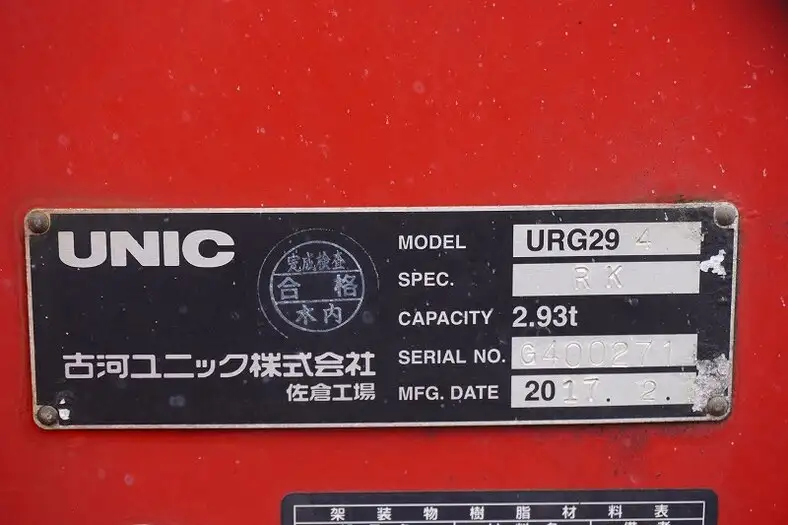 UNIC
完成検査
合格
木内
古河ユニック株式会社
佐倉工場
MODEL URG29 4
SPEC. RK
CAPACITY 2.93t
SERIAL NO. G400271
MFG. DATE 2017. 2.
架装物樹脂材料表